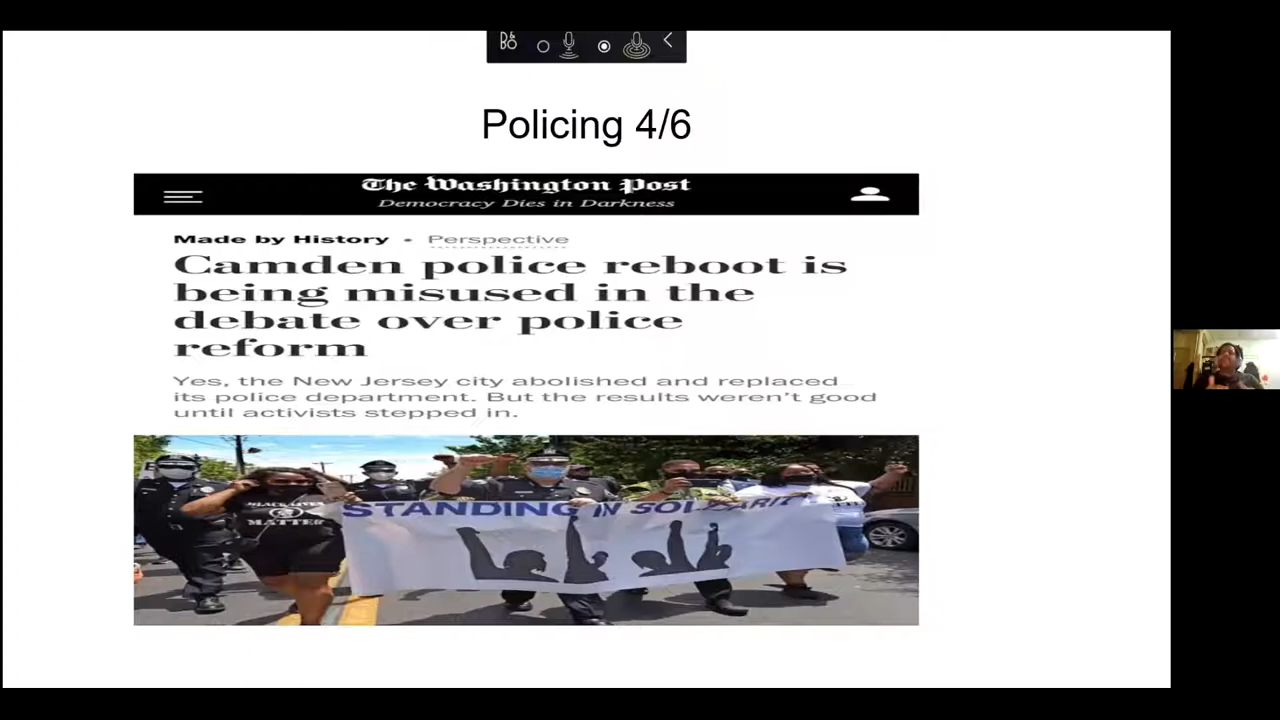 Policing 4/6
The Washington Post
Democracy Dies in Darkness
Made by History • Perspective
Camden police reboot is
being misused in the
debate over police
reform
Yes, the New Jersey city abolished and replaced
its police department. But the results weren't good
until activists stepped in.
STANDING IN SOLIDARITY
MATTER